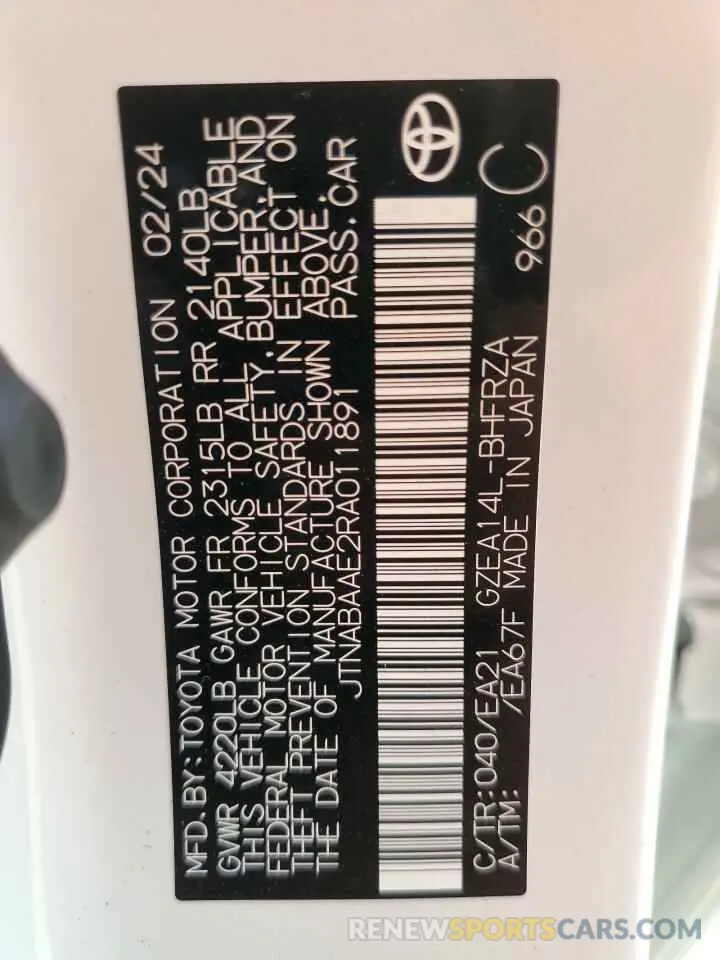 MFD.BY:TOYOTA MOTOR CORPORATION 02/24
GVWR 4220LB GAWR FR 2315LB RR 2140LB
THIS VEHICLE CONFORMS TO ALL APPLICABLE
FEDERAL MOTOR VEHICLE SAFETY,BUMPER,AND
THEFT PREVENTION STANDARDS IN EFFECT ON
THE DATE OF MANUFACTURE SHOWN ABOVE.
JTNABAAE2RA011891 PASS.CAR
C/TR:040/EA21 GZEA14L-BHFRZA
A/TM: /EA67F MADE IN JAPAN 966 C
RENEWSPORTSCARS.COM